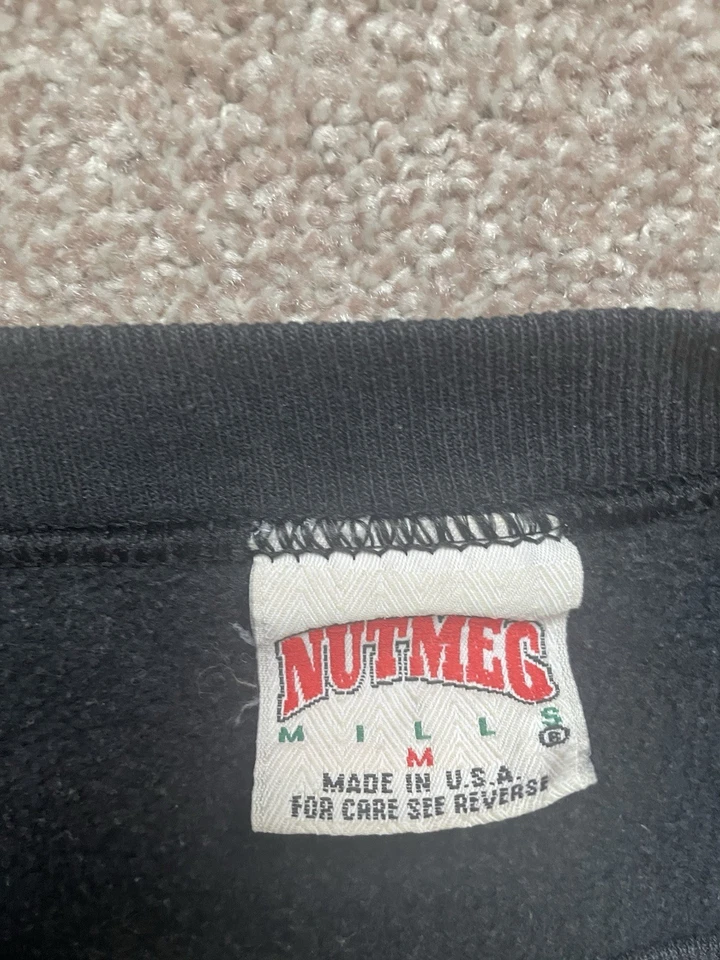 NUTMEG
MILLS®
M
MADE IN U.S.A.
FOR CARE SEE REVERSE